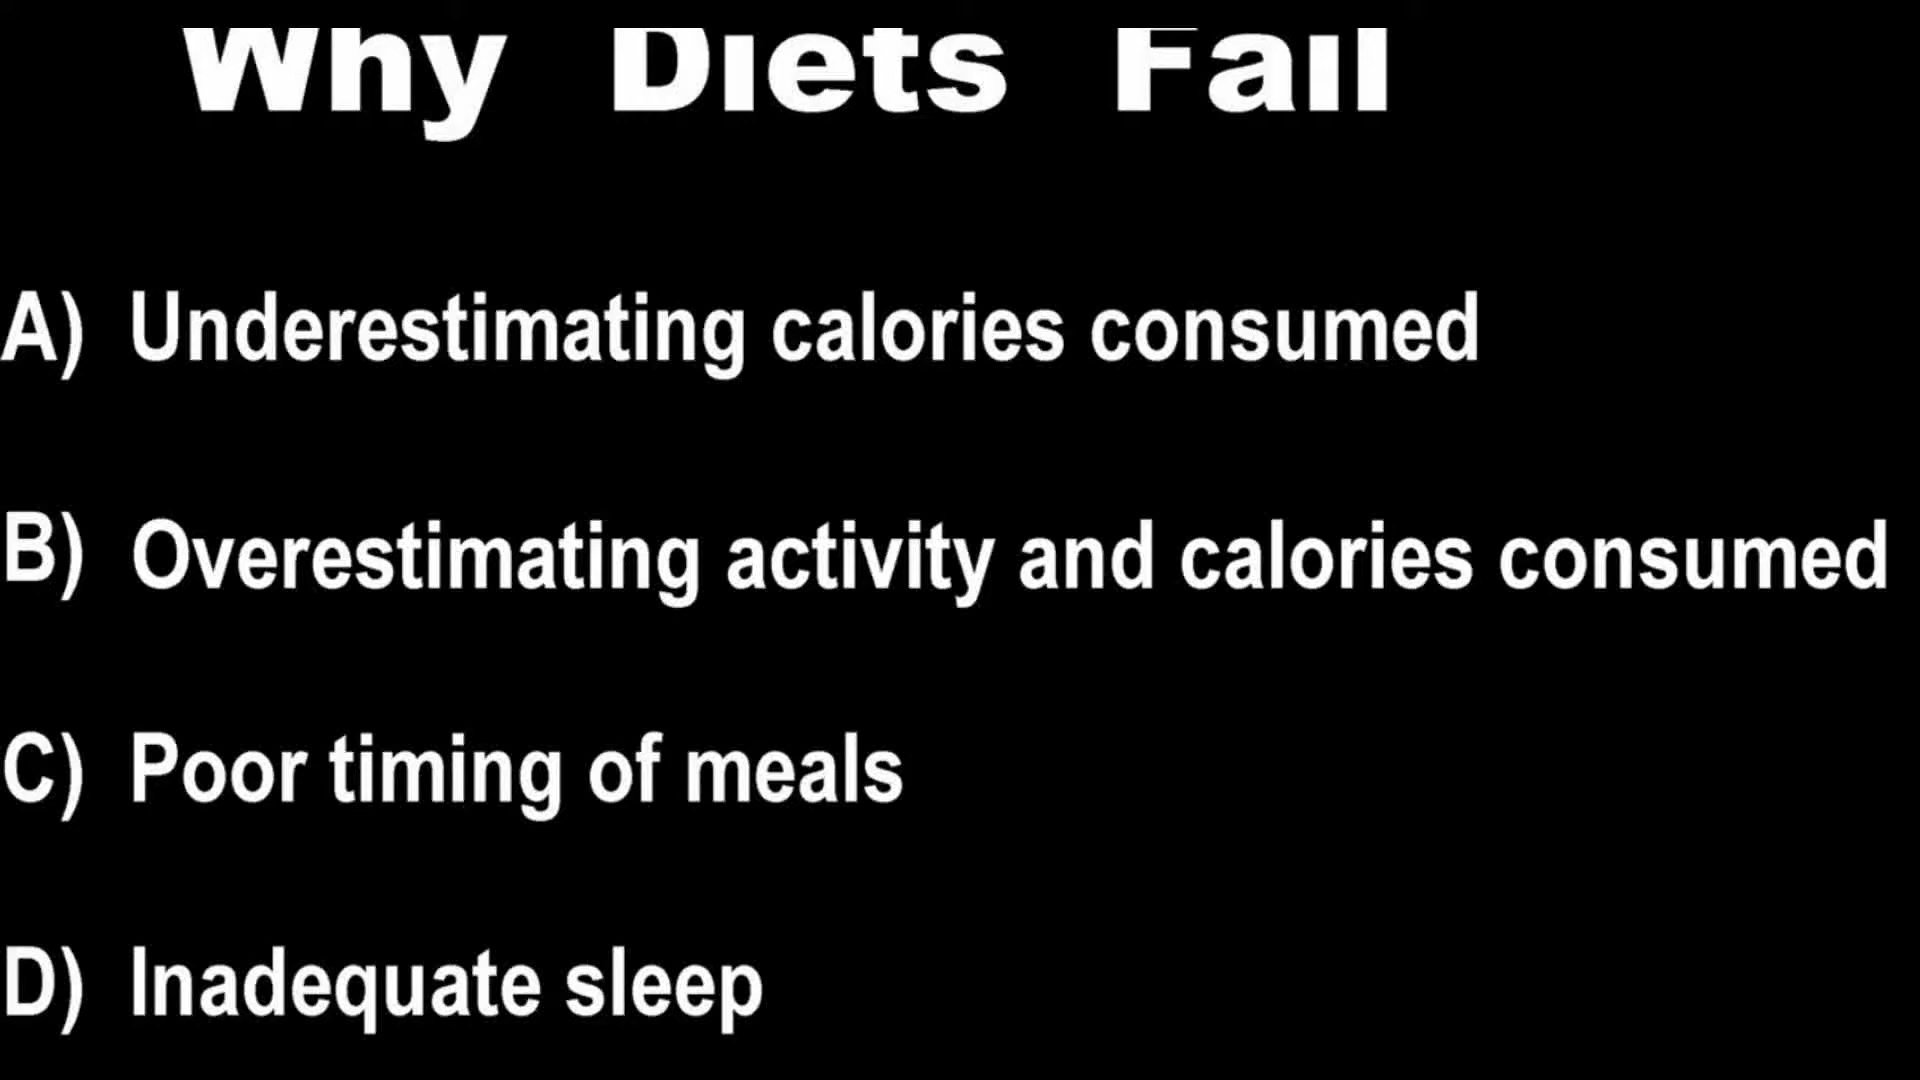 Why Diets Fail
A) Underestimating calories consumed
B) Overestimating activity and calories consumed
C) Poor timing of meals
D) Inadequate sleep